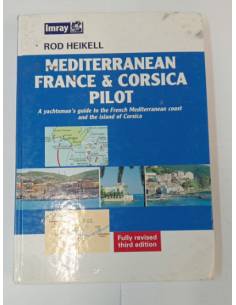 Imray
ROD HEIKELL
MEDITERRANEAN
FRANCE & CORSICA
PILOT
A yachtsman's guide to the French Mediterranean coast
and the island of Corsica
Fully revised
third edition